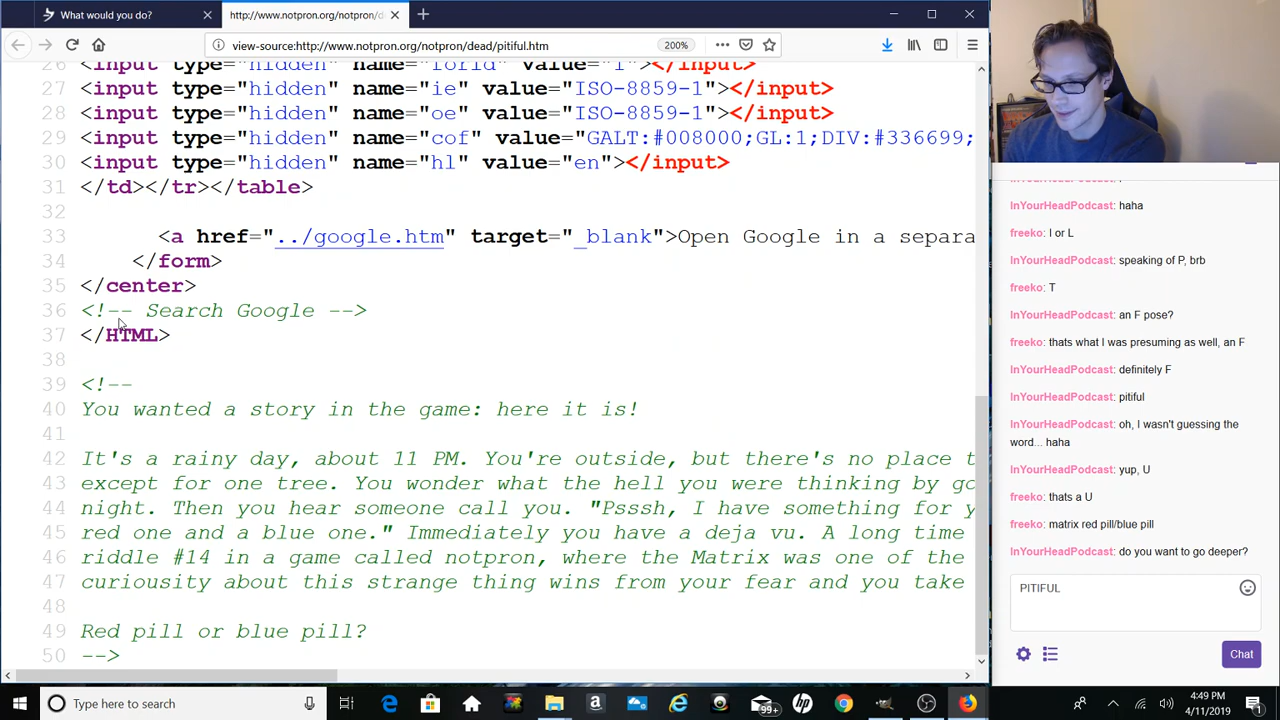 What would you do?
http://www.notpron.org/notpron/d
view-source:http://www.notpron.org/notpron/dead/pitiful.htm
200%
26 <input type="hidden" name="forid" value="1"></input>
27 <input type="hidden" name="ie" value="ISO-8859-1"></input>
28 <input type="hidden" name="oe" value="ISO-8859-1"></input>
29 <input type="hidden" name="cof" value="GALT:#008000;GL:1;DIV:#336699;
30 <input type="hidden" name="hl" value="en"></input>
31 </td></tr></table>
32
33 <a href="../google.htm" target="_blank">Open Google in a separa
34 </form>
35 </center>
36 <!-- Search Google -->
37 </HTML>
38
39 <!--
40 You wanted a story in the game: here it is!
41
42 It's a rainy day, about 11 PM. You're outside, but there's no place t
43 except for one tree. You wonder what the hell you were thinking by go
44 night. Then you hear someone call you. "Psssh, I have something for y
45 red one and a blue one." Immediately you have a deja vu. A long time
46 riddle #14 in a game called notpron, where the Matrix was one of the
47 curiousity about this strange thing wins from your fear and you take
48
49 Red pill or blue pill?
50 -->
InYourHeadPodcast: haha
freeko: I or L
InYourHeadPodcast: speaking of P, brb
freeko: T
InYourHeadPodcast: an F pose?
freeko: thats what I was presuming as well, an F
InYourHeadPodcast: definitely F
InYourHeadPodcast: pitiful
InYourHeadPodcast: oh, I wasn't guessing the
word... haha
InYourHeadPodcast: yup, U
freeko: thats a U
freeko: matrix red pill/blue pill
InYourHeadPodcast: do you want to go deeper?
PITIFUL
Chat
Type here to search
99+
4:49 PM
4/11/2019